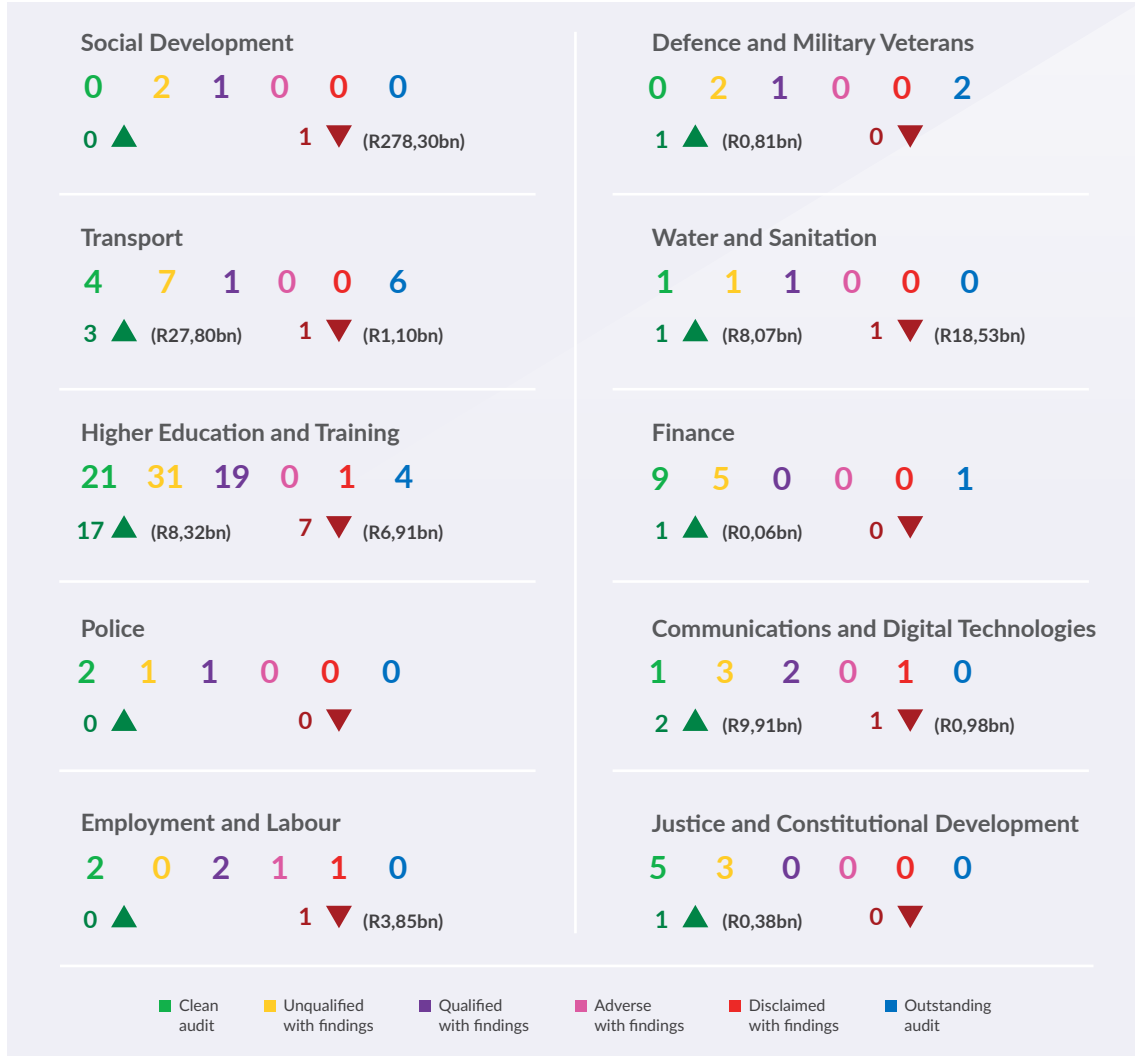 Social Development
0 2 1 0 0 0
0 ▲ 1 ▼ (R278,30bn)
Transport
4 7 1 0 0 6
3 ▲ (R27,80bn) 1 ▼ (R1,10bn)
Higher Education and Training
21 31 19 0 1 4
17 ▲ (R8,32bn) 7 ▼ (R6,91bn)
Police
2 1 1 0 0 0
0 ▲ 0 ▼
Employment and Labour
2 0 2 1 1 0
0 ▲ 1 ▼ (R3,85bn)
Defence and Military Veterans
0 2 1 0 0 2
1 ▲ (R0,81bn) 0 ▼
Water and Sanitation
1 1 1 0 0 0
1 ▲ (R8,07bn) 1 ▼ (R18,53bn)
Finance
9 5 0 0 0 1
1 ▲ (R0,06bn) 0 ▼
Communications and Digital Technologies
1 3 2 0 1 0
2 ▲ (R9,91bn) 1 ▼ (R0,98bn)
Justice and Constitutional Development
5 3 0 0 0 0
1 ▲ (R0,38bn) 0 ▼
Clean
audit
Unqualified
with findings
Qualified
with findings
Adverse
with findings
Disclaimed
with findings
Outstanding
audit